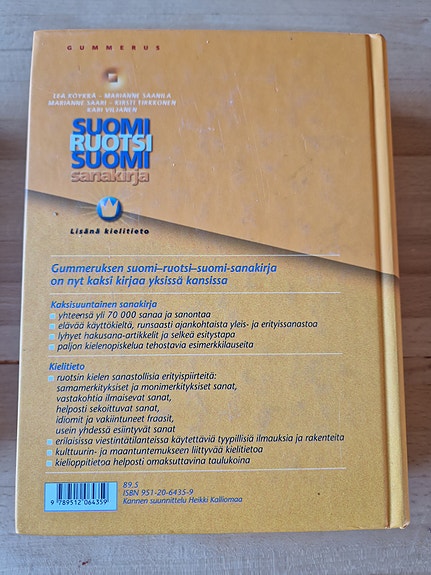 GUMMERUS
LEA KÖYKKÄ – MARIANNE SAANILA
MARIANNE SAARI – KIRSTI TIRKKONEN
KARI VILJANEN
SUOMI
RUOTSI
SUOMI
sanakirja
Lisänä kielitieto
Gummeruksen suomi–ruotsi–suomi-sanakirja
on nyt kaksi kirjaa yksissä kansissa
Kaksisuuntainen sanakirja
yhteensä yli 70 000 sanaa ja sanontaa
elävää käyttökieltä, runsaasti ajankohtaista yleis- ja erityissanastoa
lyhyet hakusana-artikkelit ja selkeä esitystapa
paljon kielenopiskelua tehostavia esimerkkilauseita
Kielitieto
ruotsin kielen sanastollisia erityispiirteitä:
samamerkityksiset ja monimerkityksiset sanat,
vastakohtia ilmaisevat sanat,
helposti sekoittuvat sanat,
idiomit ja vakiintuneet fraasit,
usein yhdessä esiintyvät sanat
erilaisissa viestintätilanteissa käytettäviä tyypillisiä ilmauksia ja rakenteita
kulttuurin- ja maantuntemukseen liittyvää kielitietoa
kielioppitietoa helposti omaksuttavina taulukoina
89.5
ISBN 951-20-6435-9
Kannen suunnittelu Heikki Kalliomaa
9 789512 064359